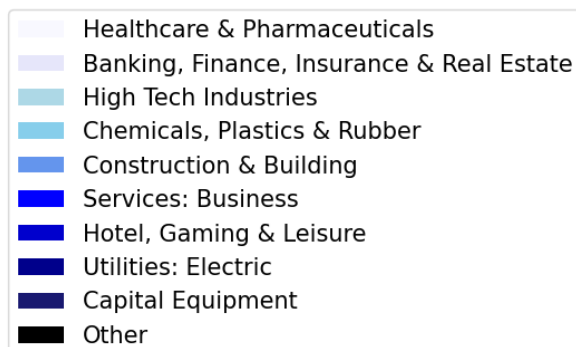 Healthcare & Pharmaceuticals
Banking, Finance, Insurance & Real Estate
High Tech Industries
Chemicals, Plastics & Rubber
Construction & Building
Services: Business
Hotel, Gaming & Leisure
Utilities: Electric
Capital Equipment
Other